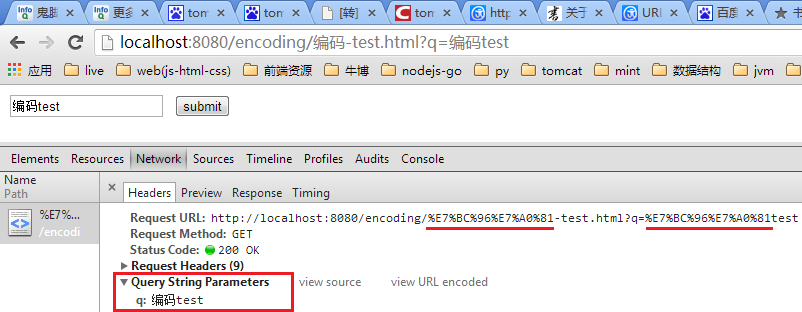 鬼脑 更多 tom tom [转] tom http 关于 URI 百度 书
localhost:8080/encoding/编码-test.html?q=编码test
应用 live web(js-html-css) 前端资源 牛博 nodejs-go py tomcat mint 数据结构 jvm
编码test submit
Elements Resources Network Sources Timeline Profiles Audits Console
Name
Path
× Headers Preview Response Timing
%E7%...
/encodi
Request URL: http://localhost:8080/encoding/%E7%BC%96%E7%A0%81-test.html?q=%E7%BC%96%E7%A0%81test
Request Method: GET
Status Code: 200 OK
Request Headers (9)
Query String Parameters view source view URL encoded
q: 编码test